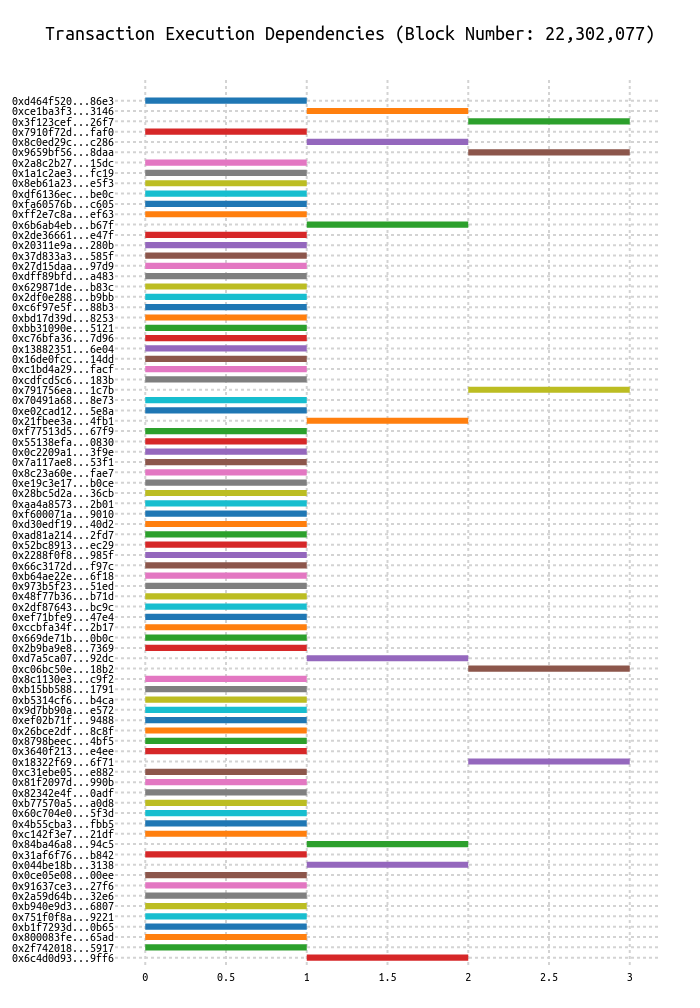 Transaction Execution Dependencies (Block Number: 22,302,077)
0xd464f520...86e3
0xce1ba3f3...3146
0x3f123cef...26f7
0x7910f72d...faf0
0x8c0ed29c...c286
0x9659bf56...8daa
0x2a8c2b27...15dc
0x1a1c2ae3...fc19
0x8eb61a23...e5f3
0xdf6136ec...be0c
0xfa60576b...c605
0xff2e7c8a...ef63
0x6b6ab4eb...b67f
0x2de36661...e47f
0x20311e9a...280b
0x37d833a3...585f
0x27d15daa...97d9
0xdff89bfd...a483
0x629871de...b83c
0x2df0e288...b9bb
0xc6f97e5f...88b3
0xbd17d39d...8253
0xbb31090e...5121
0xc76bfa36...7d96
0x13882351...6e04
0x16de0fcc...14dd
0xc1bd4a29...facf
0xcdfcd5c6...183b
0x791756ea...1c7b
0x70491a68...8e73
0xe02cad12...5e8a
0x21fbee3a...4fb1
0xf77513d5...67f9
0x55138efa...0830
0x0c2209a1...3f9e
0x7a117ae8...53f1
0x8c23a60e...fae7
0xe19c3e17...b0ce
0x28bc5d2a...36cb
0xaa4a8573...2b01
0xf600071a...9010
0xd30edf19...40d2
0xad81a214...2fd7
0x52bc8913...ec29
0x2288f0f8...985f
0x66c3172d...f97c
0xb64ae22e...6f18
0x973b5f23...51ed
0x48f77b36...b71d
0x2df87643...bc9c
0xef71bfe9...47e4
0xccbfa34f...2b17
0x669de71b...0b0c
0x2b9ba9e8...7369
0xd7a5ca07...92dc
0xc06bc50e...18b2
0x8c1130e3...c9f2
0xb15bb588...1791
0xb5314cf6...b4ca
0x9d7bb90a...e572
0xef02b71f...9488
0x26bce2df...8c8f
0x8798beec...4bf5
0x3640f213...e4ee
0x18322f69...6f71
0xc31ebe05...e882
0x81f2097d...990b
0x82342e4f...0adf
0xb77570a5...a0d8
0x60c704e0...5f3d
0x4b55cba3...fbb5
0xc142f3e7...21df
0x84ba46a8...94c5
0x31af6f76...b842
0x044be18b...3138
0x0ce05e08...00ee
0x91637ce3...27f6
0x2a59d64b...32e6
0xb940e9d3...6807
0x751f0f8a...9221
0xb1f7293d...0b65
0x800083fe...65ad
0x2f742018...5917
0x6c4d0d93...9ff6
0 0.5 1 1.5 2 2.5 3